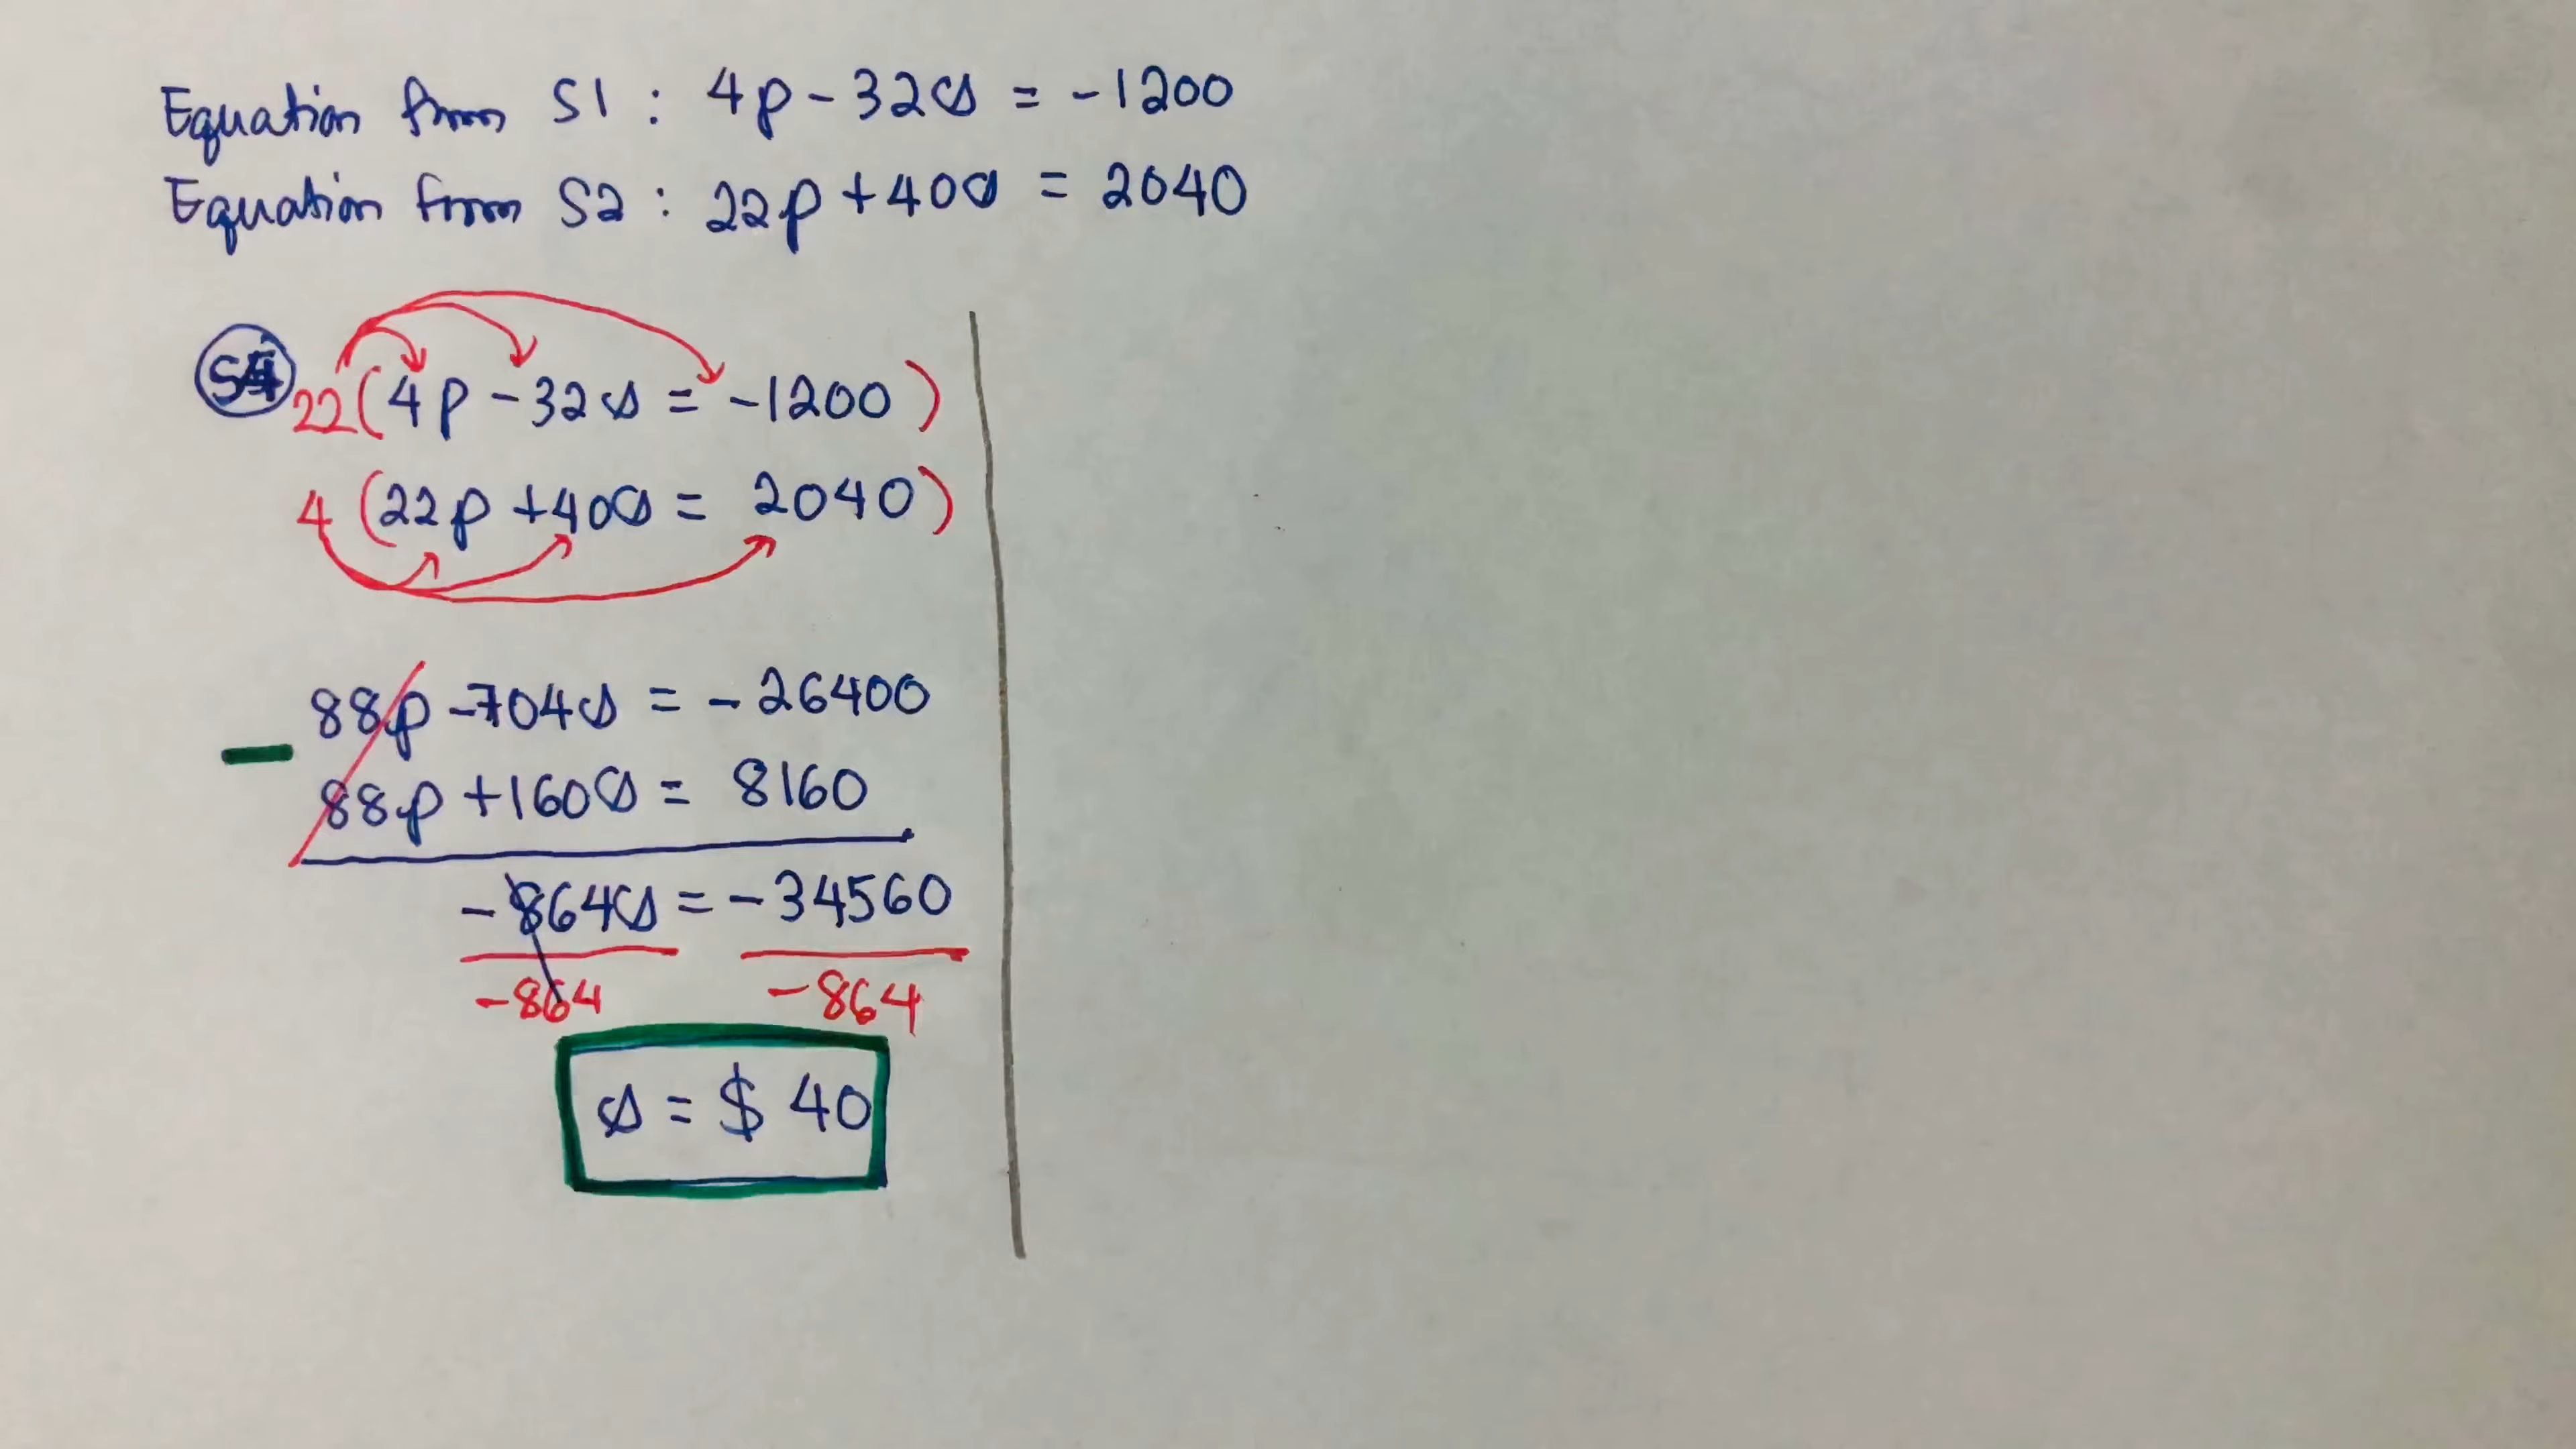 Equation from S1 : 4p - 32s = -1200
Equation from S2 : 22p + 40s = 2040
S4
22(4p - 32s = -1200)
4(22p + 40s = 2040)
88p - 704s = -26400
-
88p + 160s = 8160
-864s = -34560
-864 -864
s = $ 40